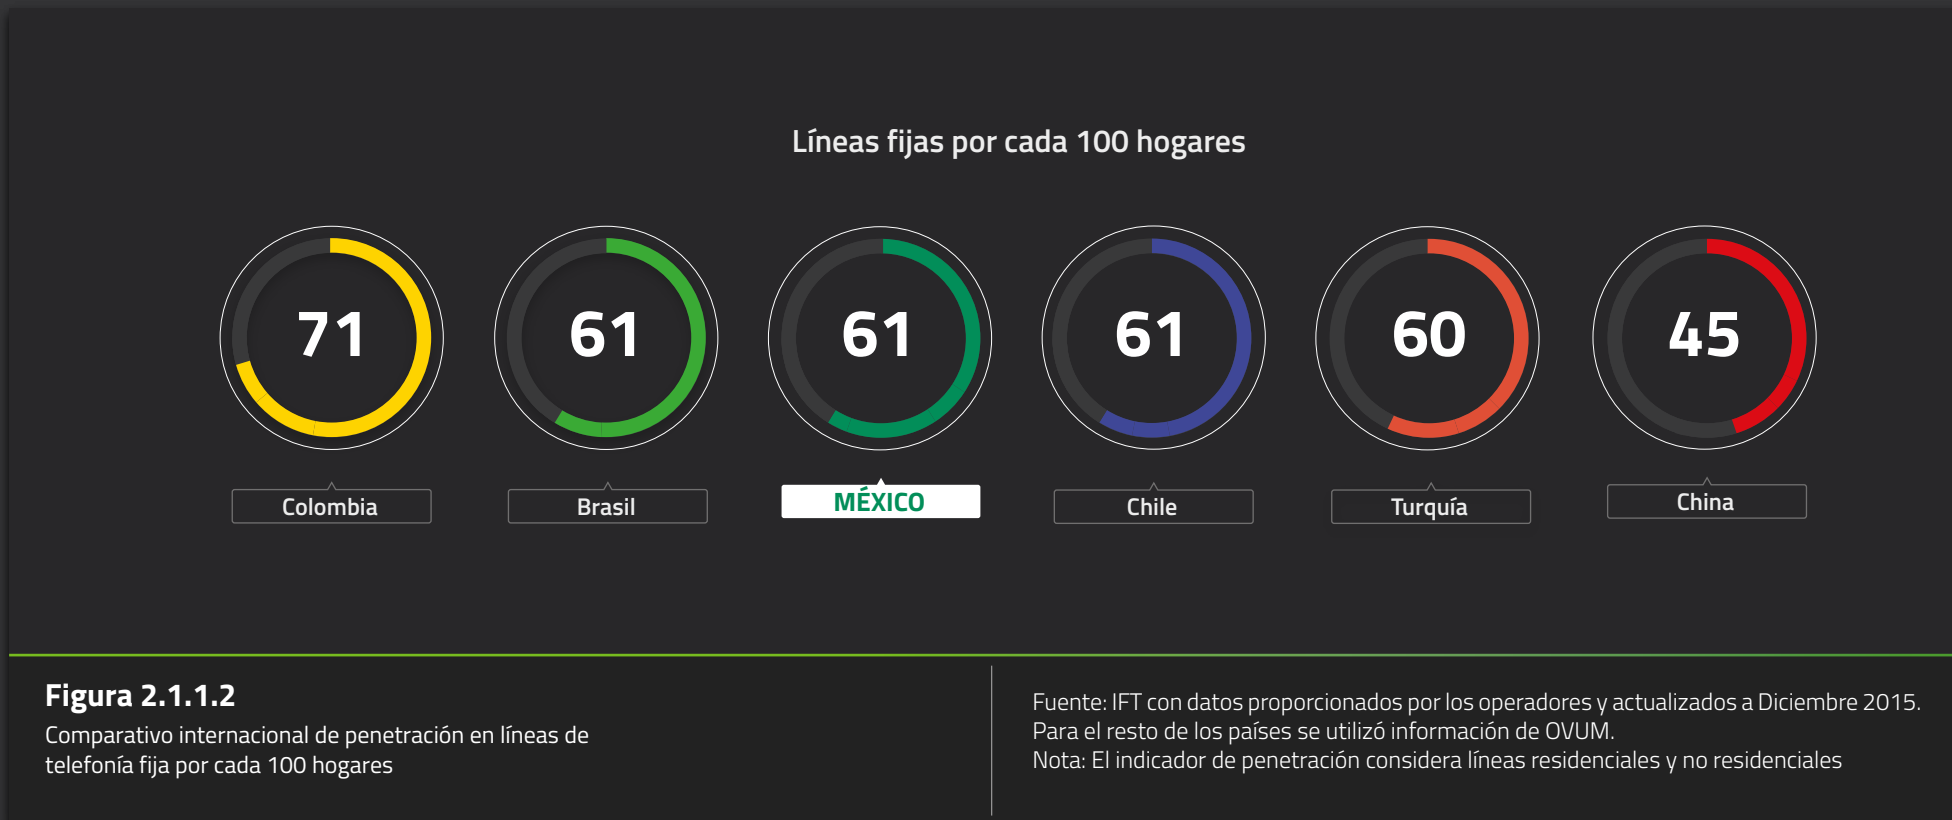 Líneas fijas por cada 100 hogares
71
61
61
61
60
45
Colombia
Brasil
MÉXICO
Chile
Turquía
China
Figura 2.1.1.2
Comparativo internacional de penetración en líneas de
telefonía fija por cada 100 hogares
Fuente: IFT con datos proporcionados por los operadores y actualizados a Diciembre 2015.
Para el resto de los países se utilizó información de OVUM.
Nota: El indicador de penetración considera líneas residenciales y no residenciales